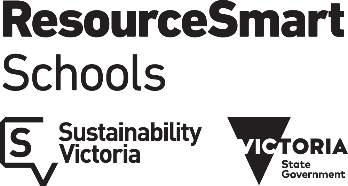 ResourceSmart
Schools
S
Sustainability
Victoria
VICTORIA
State
Government